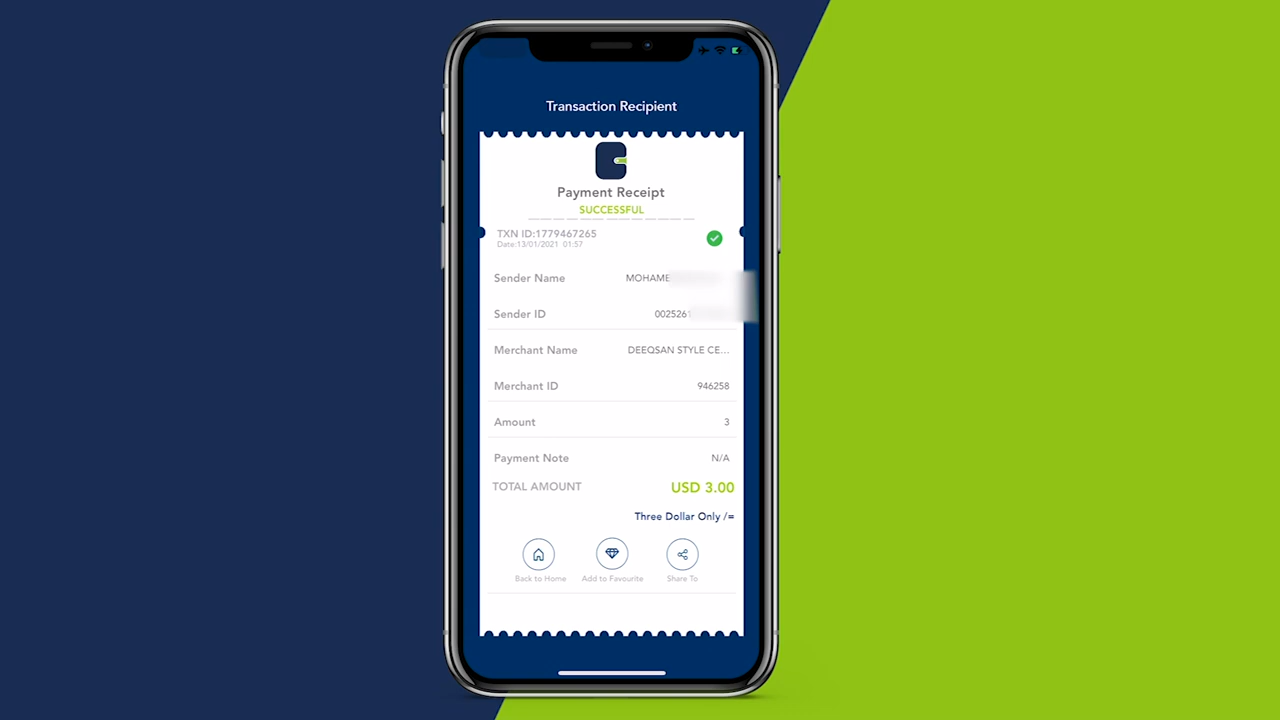 Transaction Recipient
Payment Receipt
SUCCESSFUL
TXN ID:1779467265
Date:13/01/2021 01:57
Sender Name MOHAME
Sender ID 0025261
Merchant Name DEEQSAN STYLE CE...
Merchant ID 946258
Amount 3
Payment Note N/A
TOTAL AMOUNT USD 3.00
Three Dollar Only /=
Back to Home Add to Favourite Share To